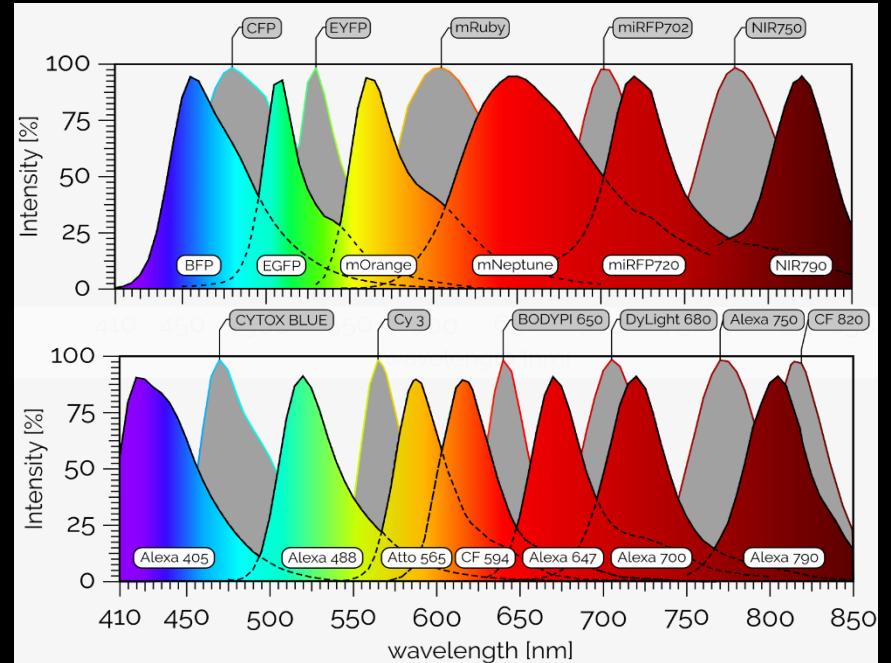 CFP EYFP mRuby miRFP702 NIR750
100
75
50
25
0
Intensity [%]
BFP EGFP mOrange mNeptune miRFP720 NIR790
CYTOX BLUE Cy 3 BODYPI 650 DyLight 680 Alexa 750 CF 820
100
75
50
25
0
Intensity [%]
Alexa 405 Alexa 488 Atto 565 CF 594 Alexa 647 Alexa 700 Alexa 790
410 450 500 550 600 650 700 750 800 850
wavelength [nm]